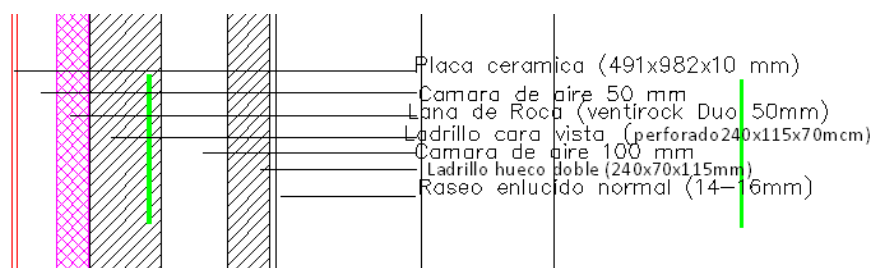 Placa ceramica (491x982x10 mm)
Camara de aire 50 mm
Lana de Roca (ventirock Duo 50mm)
Ladrillo cara vista (perforado240x115x70mcm)
Camara de aire 100 mm
Ladrillo hueco doble (240x70x115mm)
Raseo enlucido normal (14-16mm)